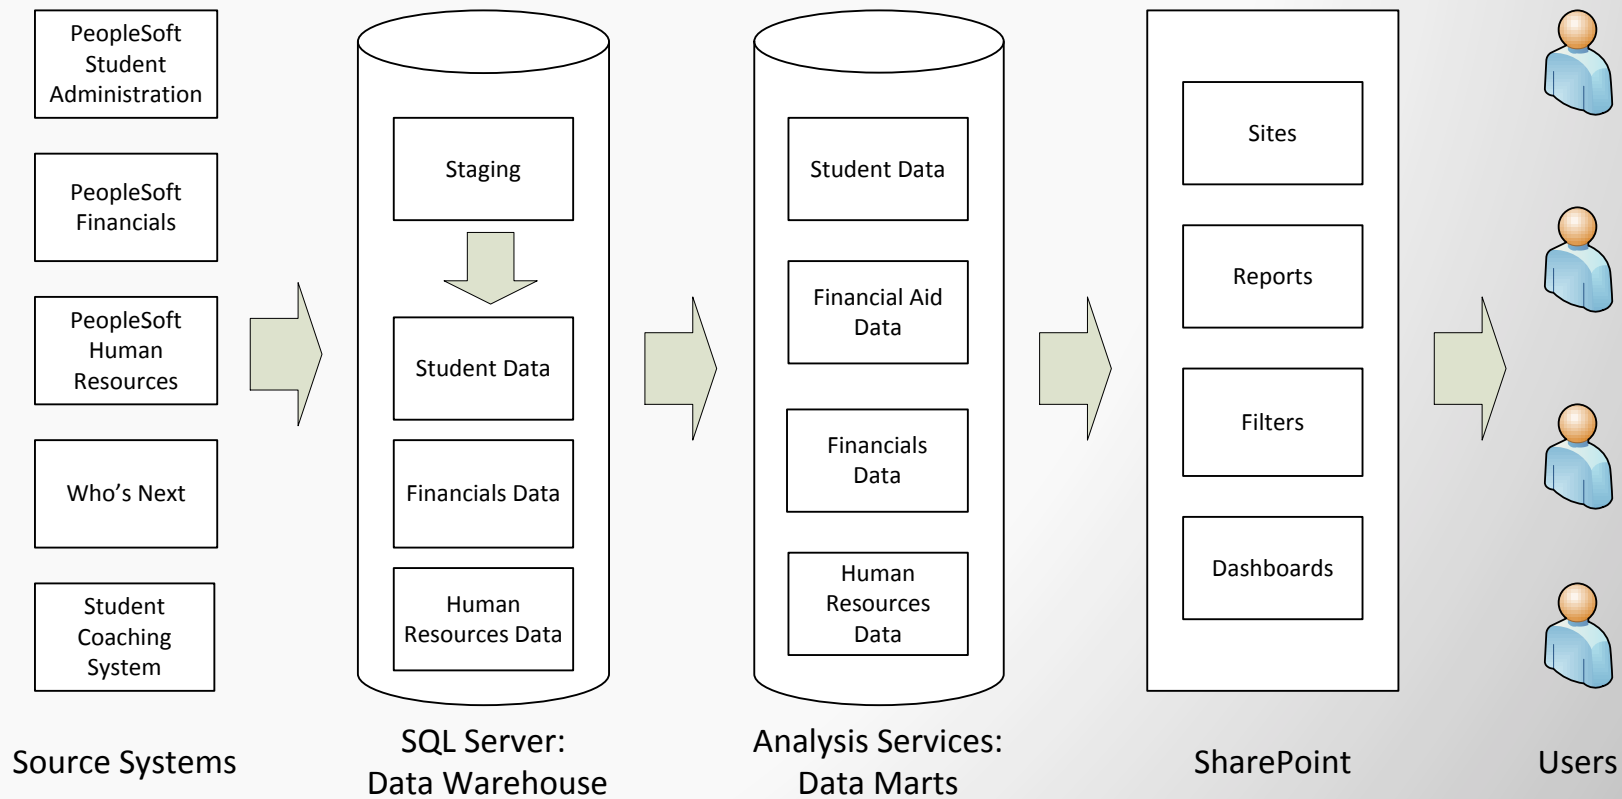 PeopleSoft
Student
Administration
PeopleSoft
Financials
PeopleSoft
Human
Resources
Who's Next
Student
Coaching
System
Source Systems
Staging
Student Data
Financials Data
Human
Resources Data
SQL Server:
Data Warehouse
Student Data
Financial Aid
Data
Financials
Data
Human
Resources
Data
Analysis Services:
Data Marts
Sites
Reports
Filters
Dashboards
SharePoint
Users